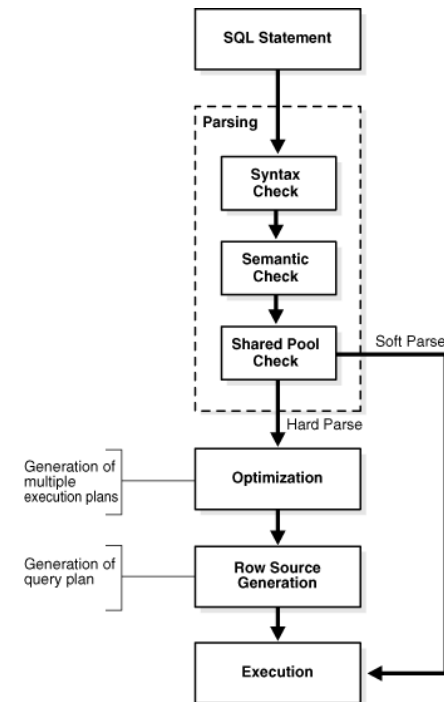 SQL Statement
Parsing
Syntax
Check
Semantic
Check
Shared Pool
Check
Soft Parse
Hard Parse
Generation of
multiple
execution plans
Optimization
Generation of
query plan
Row Source
Generation
Execution